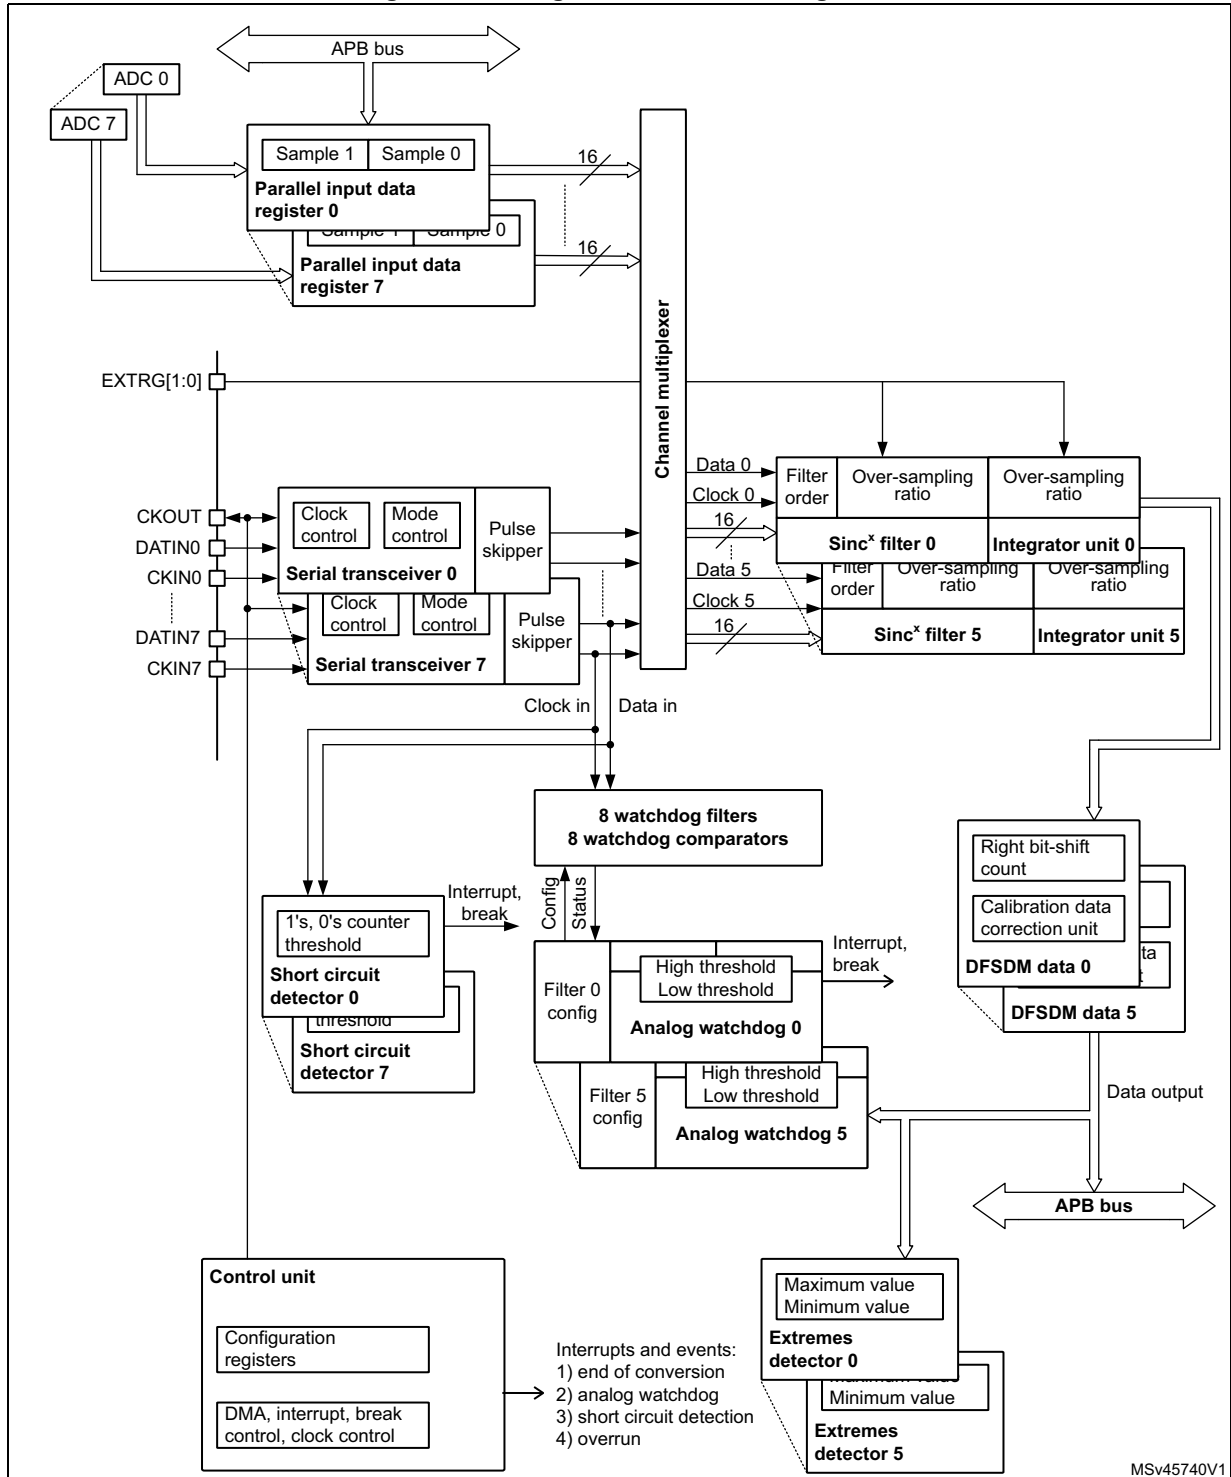 APB bus
ADC 0
ADC 7
Sample 1 Sample 0
Parallel input data
register 0
Sample 1 Sample 0
Parallel input data
register 7
16
16
Channel multiplexer
EXTRG[1:0]
CKOUT
DATIN0
CKIN0
DATIN7
CKIN7
Clock
control
Mode
control
Pulse
skipper
Serial transceiver 0
Clock
control
Mode
control
Pulse
skipper
Serial transceiver 7
Data 0
Clock 0
16
Data 5
Clock 5
16
Filter
order
Over-sampling
ratio
Over-sampling
ratio
Sincx filter 0
Integrator unit 0
Filter
order
Over-sampling
ratio
Over-sampling
ratio
Sincx filter 5
Integrator unit 5
Clock in
Data in
8 watchdog filters
8 watchdog comparators
Config
Status
1's, 0's counter
threshold
Short circuit
detector 0
threshold
Short circuit
detector 7
Interrupt,
break
Filter 0
config
High threshold
Low threshold
Analog watchdog 0
Interrupt,
break
Filter 5
config
High threshold
Low threshold
Analog watchdog 5
Right bit-shift
count
Calibration data
correction unit
DFSDM data 0
ta
t
DFSDM data 5
Data output
APB bus
Control unit
Configuration
registers
DMA, interrupt, break
control, clock control
Interrupts and events:
1) end of conversion
2) analog watchdog
3) short circuit detection
4) overrun
Maximum value
Minimum value
Extremes
detector 0
Maximum value
Minimum value
Extremes
detector 5
MSv45740V1